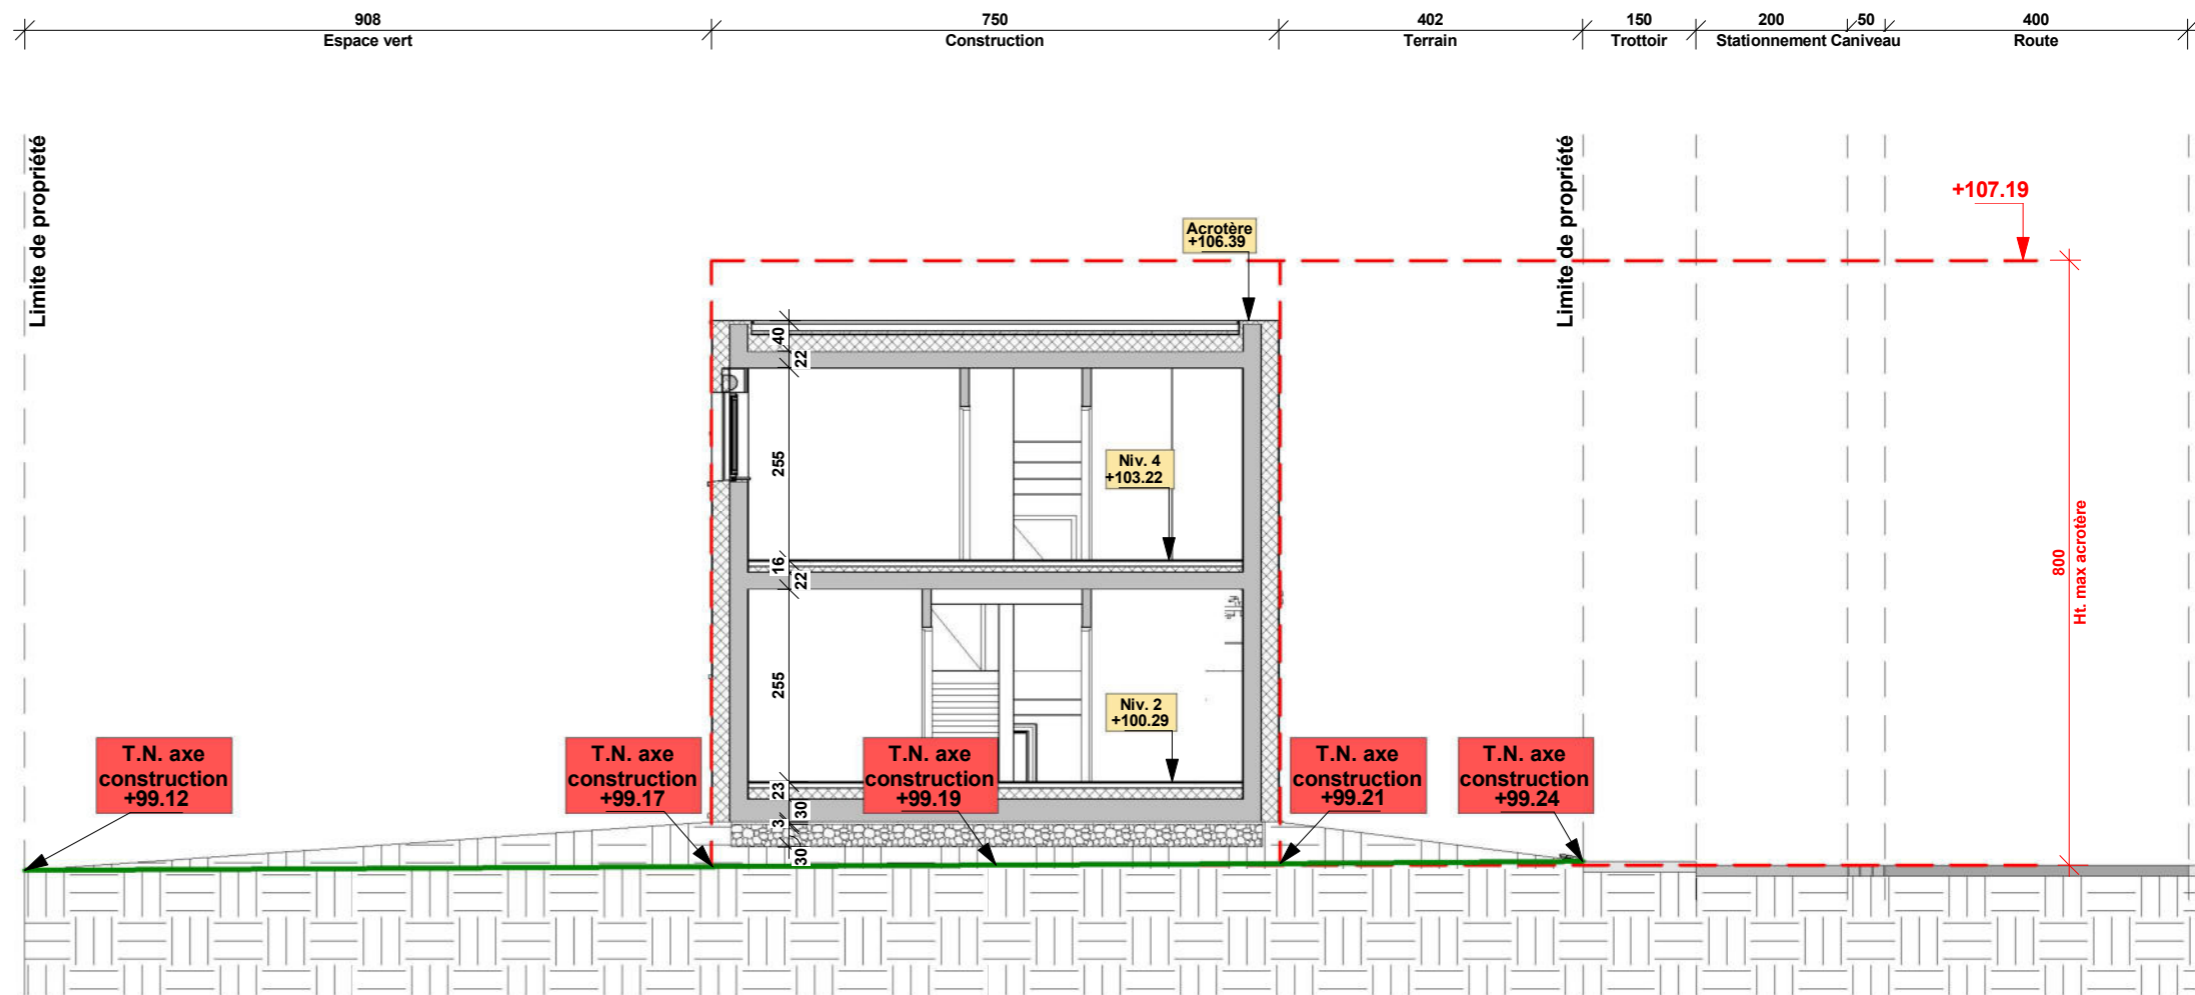 908
750
402
150
200
50
400
Espace vert
Construction
Terrain
Trottoir
Stationnement Caniveau
Route
Limite de propriété
Limite de propriété
+107.19
Acrotère
+106.39
40
22
255
Niv. 4
+103.22
16
22
800
Ht. max acrotère
255
Niv. 2
+100.29
T.N. axe
construction
+99.12
T.N. axe
construction
+99.17
T.N. axe
construction
+99.19
T.N. axe
construction
+99.21
T.N. axe
construction
+99.24
23
30
3
30